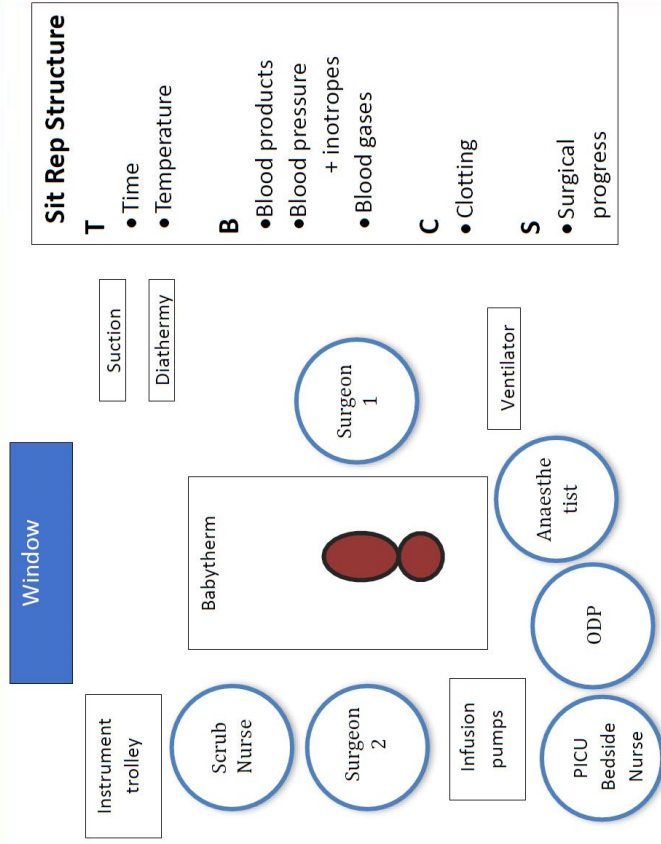 Window
Instrument
trolley
Suction
Diathermy
Babytherm
Scrub
Nurse
Surgeon
2
Surgeon
1
Infusion
pumps
Ventilator
PICU
Bedside
Nurse
ODP
Anaesthe
tist
Sit Rep Structure
T
• Time
• Temperature
B
•Blood products
•Blood pressure
+ inotropes
• Blood gases
C
• Clotting
S
• Surgical
progress